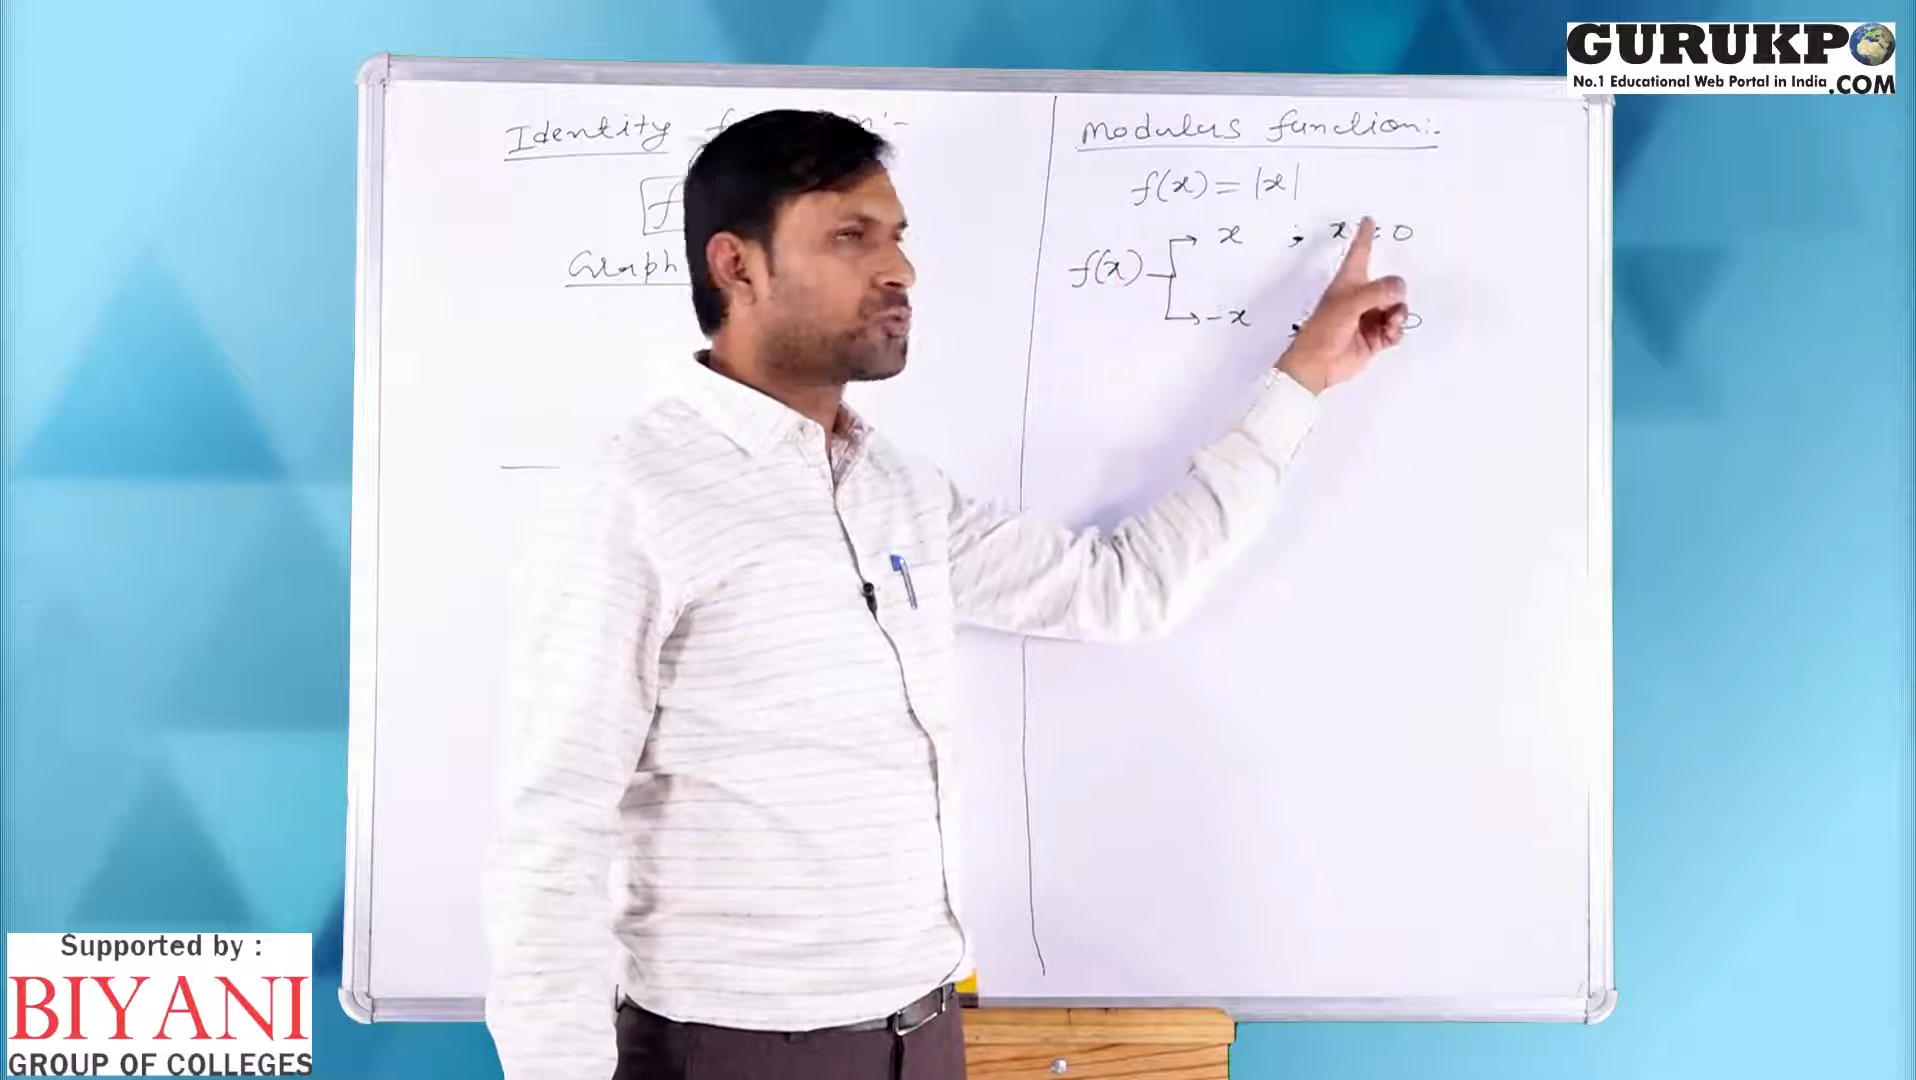 GURUKPO
No.1 Educational Web Portal in India .COM
Identity
Graph
Modulus function:-
f(x) = |x|
x ; x = 0
f(x)
-x ;
Supported by :
BIYANI
GROUP OF COLLEGES